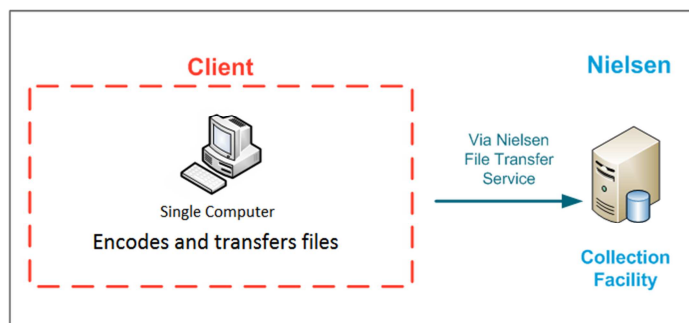 Client
Nielsen
Single Computer
Encodes and transfers files
Via Nielsen
File Transfer
Service
Collection
Facility